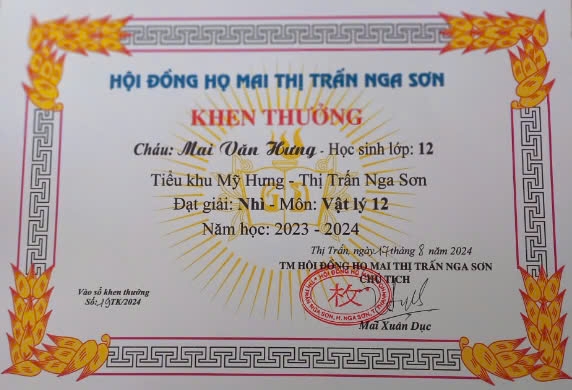 HỘI ĐỒNG HỌ MAI THỊ TRẤN NGA SƠN
KHEN THƯỞNG
Cháu: Mai Văn Hưng - Học sinh lớp: 12
Tiểu khu Mỹ Hưng - Thị Trấn Nga Sơn
Đạt giải: Nhì - Môn: Vật lý 12
Năm học: 2023 - 2024
Thị Trấn, ngày 17 tháng 8 năm 2024
TM HỘI ĐỒNG HỌ MAI THỊ TRẤN NGA SƠN
CHỦ TỊCH
枚
Vào sổ khen thưởng
Số: 19TK/2024
Mai Xuân Dục